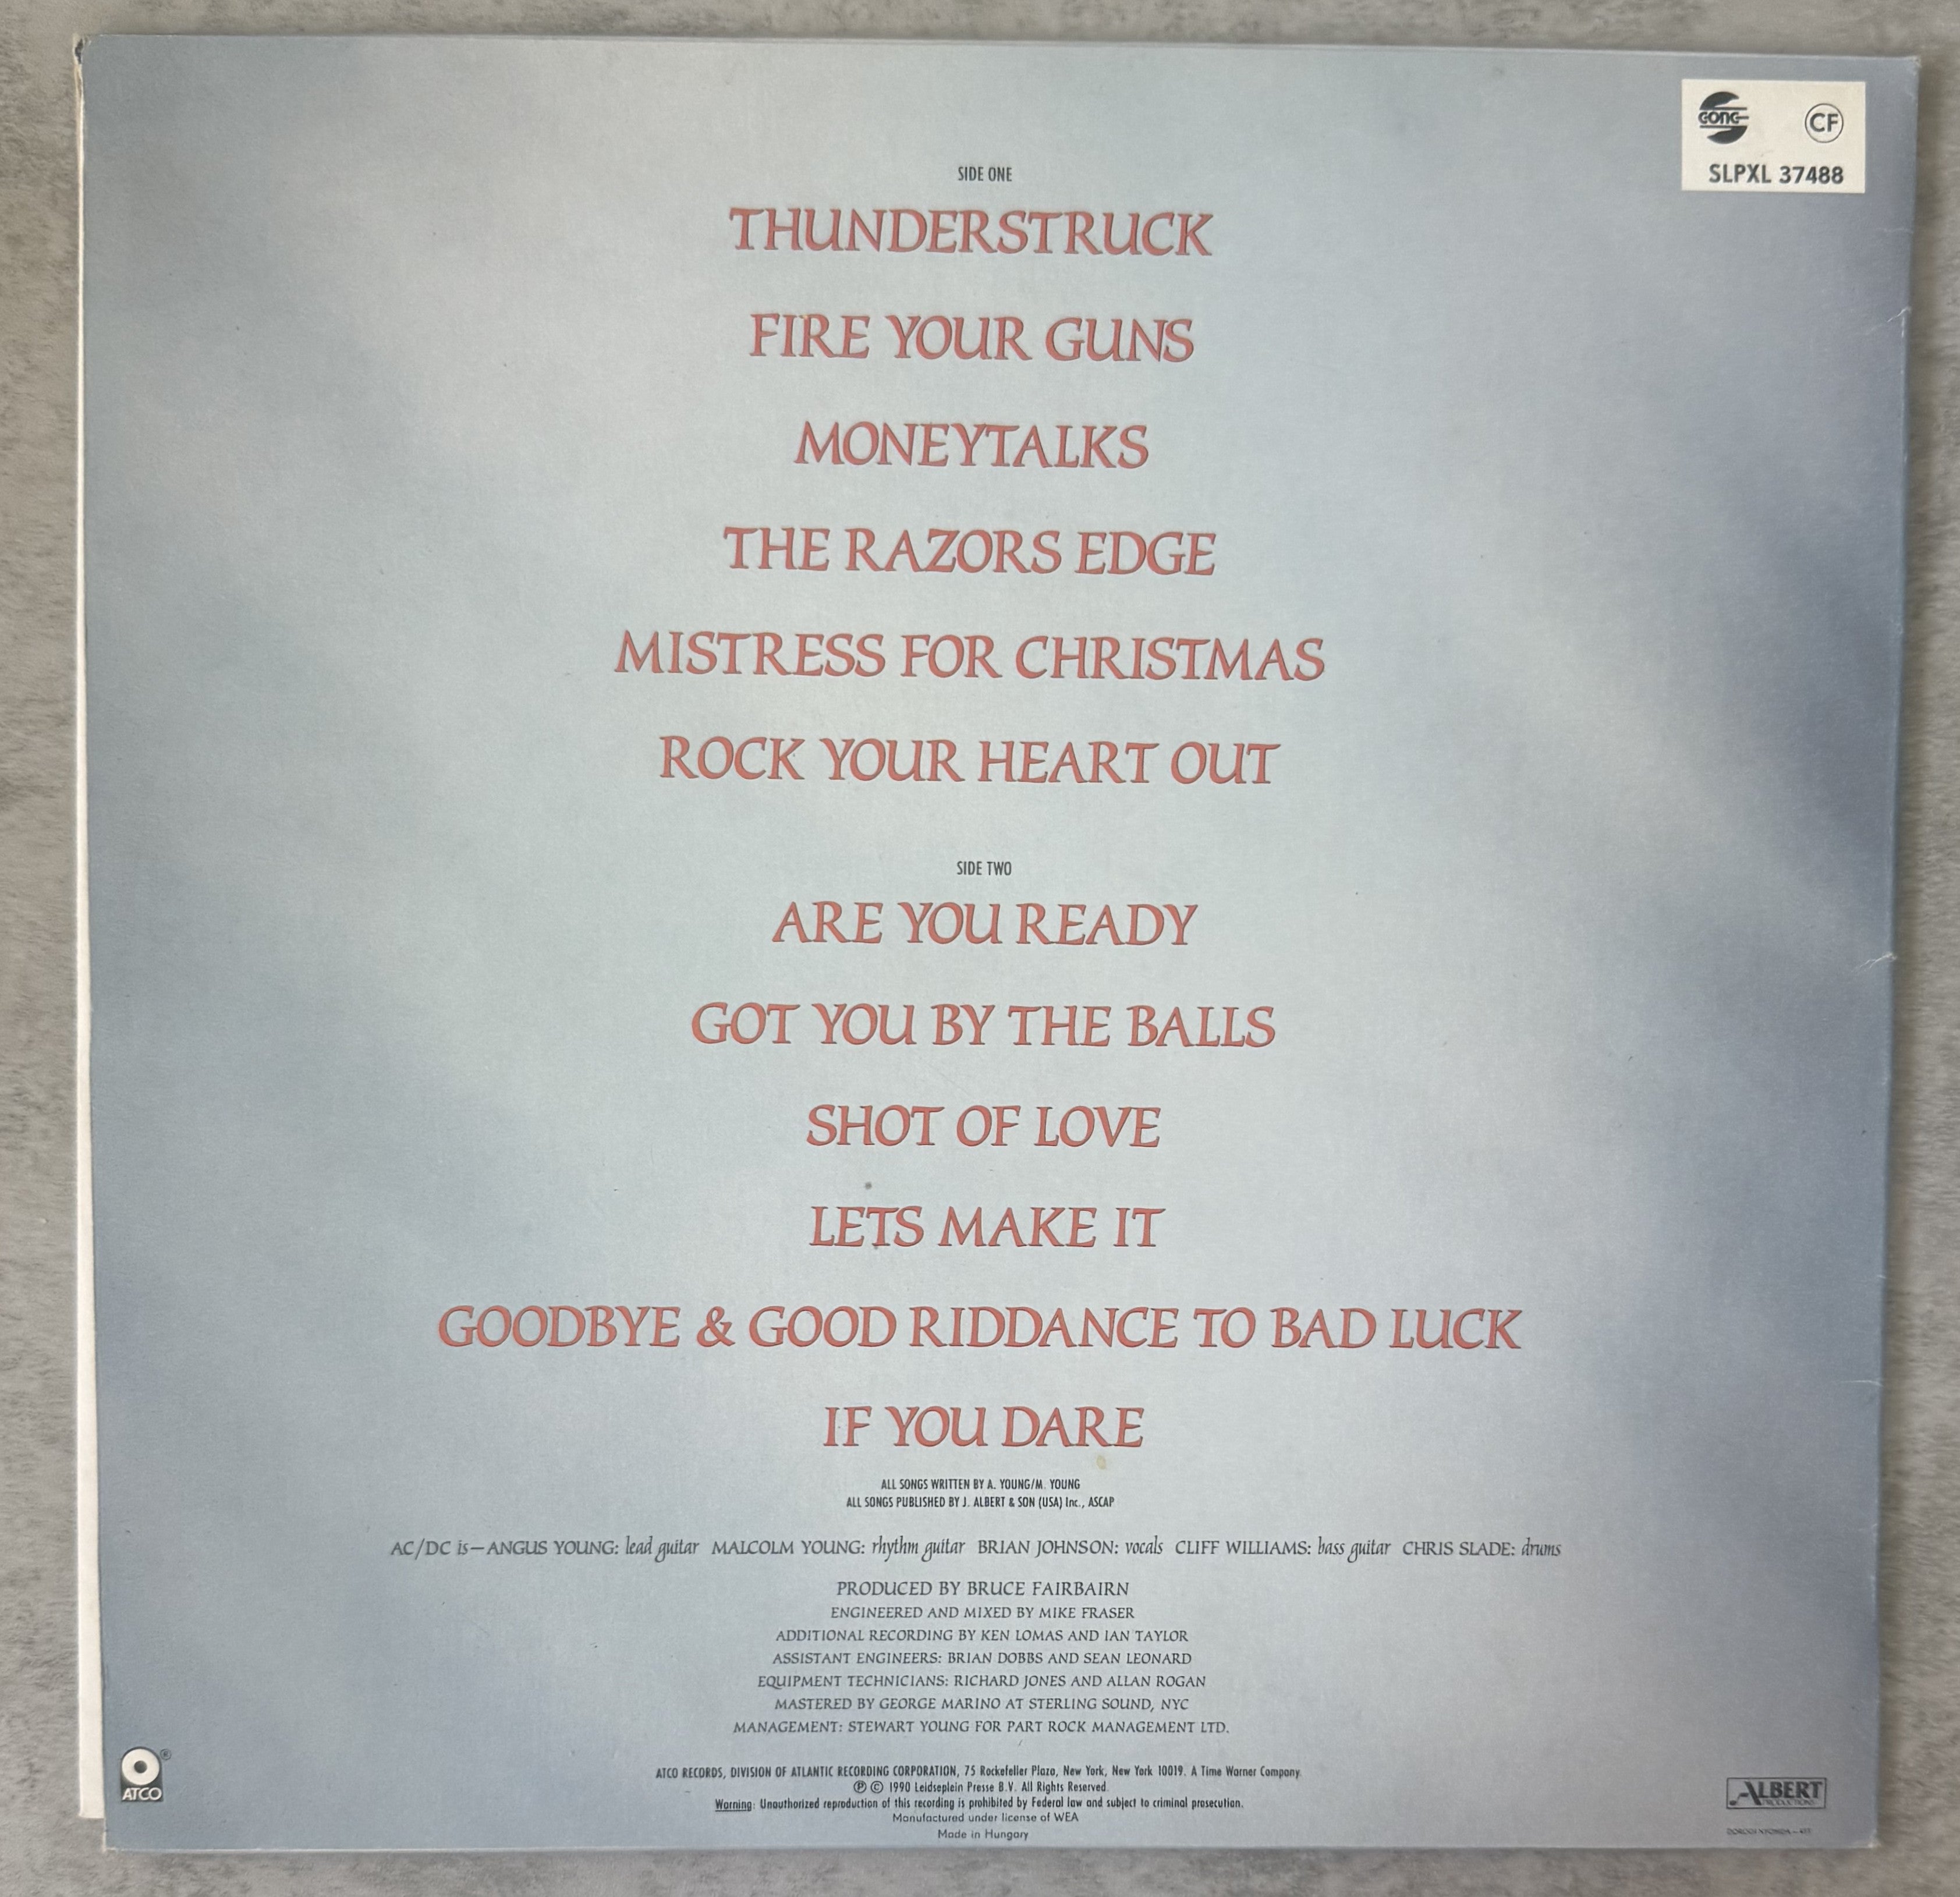 GONG
CF
SLPXL 37488
SIDE ONE
THUNDERSTRUCK
FIRE YOUR GUNS
MONEYTALKS
THE RAZORS EDGE
MISTRESS FOR CHRISTMAS
ROCK YOUR HEART OUT
SIDE TWO
ARE YOU READY
GOT YOU BY THE BALLS
SHOT OF LOVE
LETS MAKE IT
GOODBYE & GOOD RIDDANCE TO BAD LUCK
IF YOU DARE
ALL SONGS WRITTEN BY A. YOUNG/M. YOUNG
ALL SONGS PUBLISHED BY J. ALBERT & SON (USA) Inc., ASCAP
AC/DC is—ANGUS YOUNG: lead guitar MALCOLM YOUNG: rhythm guitar BRIAN JOHNSON: vocals CLIFF WILLIAMS: bass guitar CHRIS SLADE: drums
PRODUCED BY BRUCE FAIRBAIRN
ENGINEERED AND MIXED BY MIKE FRASER
ADDITIONAL RECORDING BY KEN LOMAS AND IAN TAYLOR
ASSISTANT ENGINEERS: BRIAN DOBBS AND SEAN LEONARD
EQUIPMENT TECHNICIANS: RICHARD JONES AND ALLAN ROGAN
MASTERED BY GEORGE MARINO AT STERLING SOUND, NYC
MANAGEMENT: STEWART YOUNG FOR PART ROCK MANAGEMENT LTD.
ATCO RECORDS, DIVISION OF ATLANTIC RECORDING CORPORATION, 75 Rockefeller Plaza, New York, New York 10019. A Time Warner Company.
℗ © 1990 Leidseplein Presse B.V. All Rights Reserved.
Warning: Unauthorized reproduction of this recording is prohibited by Federal law and subject to criminal prosecution.
Manufactured under license of WEA
Made in Hungary
ATCO ®
ALBERT
PRODUCTIONS
DOROGI NYOMDA